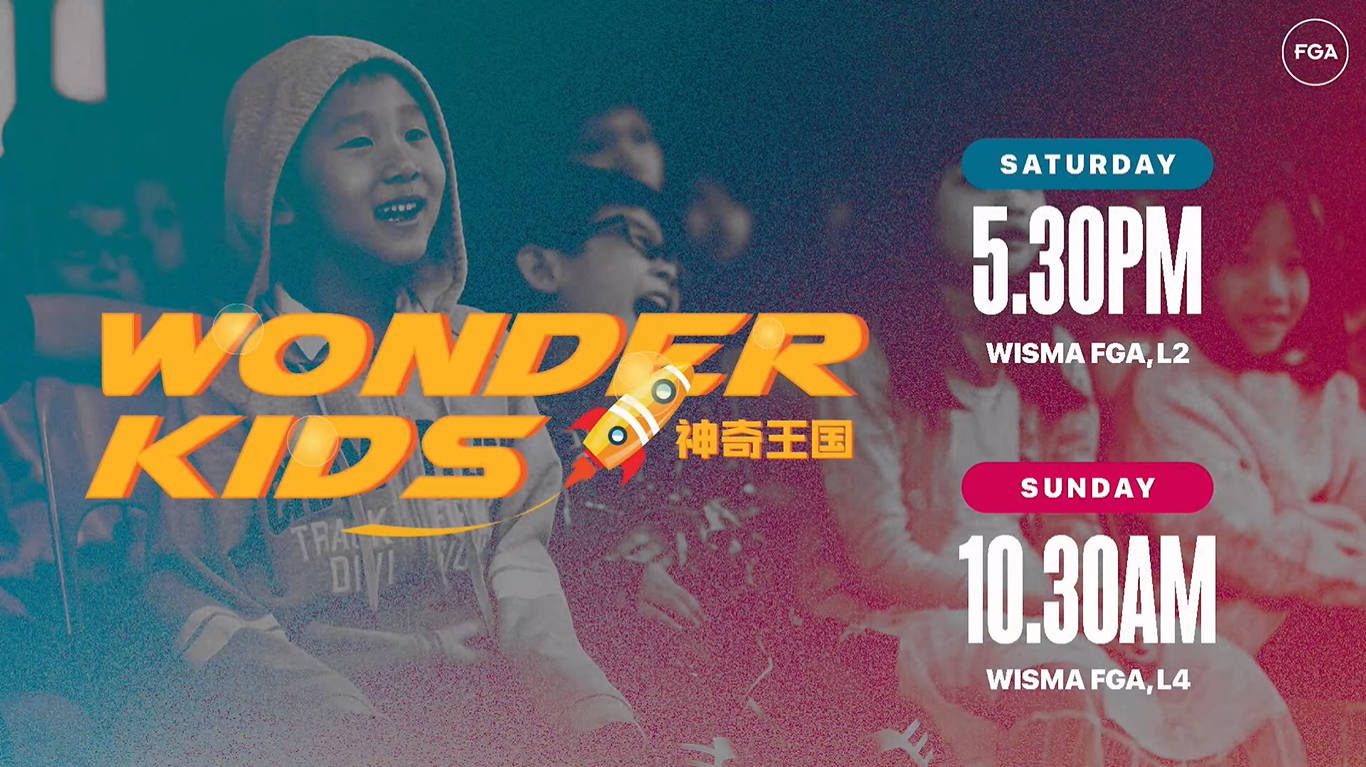 FGA
WONDER
KIDS
神奇王国
SATURDAY
5.30PM
WISMA FGA, L2
SUNDAY
10.30AM
WISMA FGA, L4